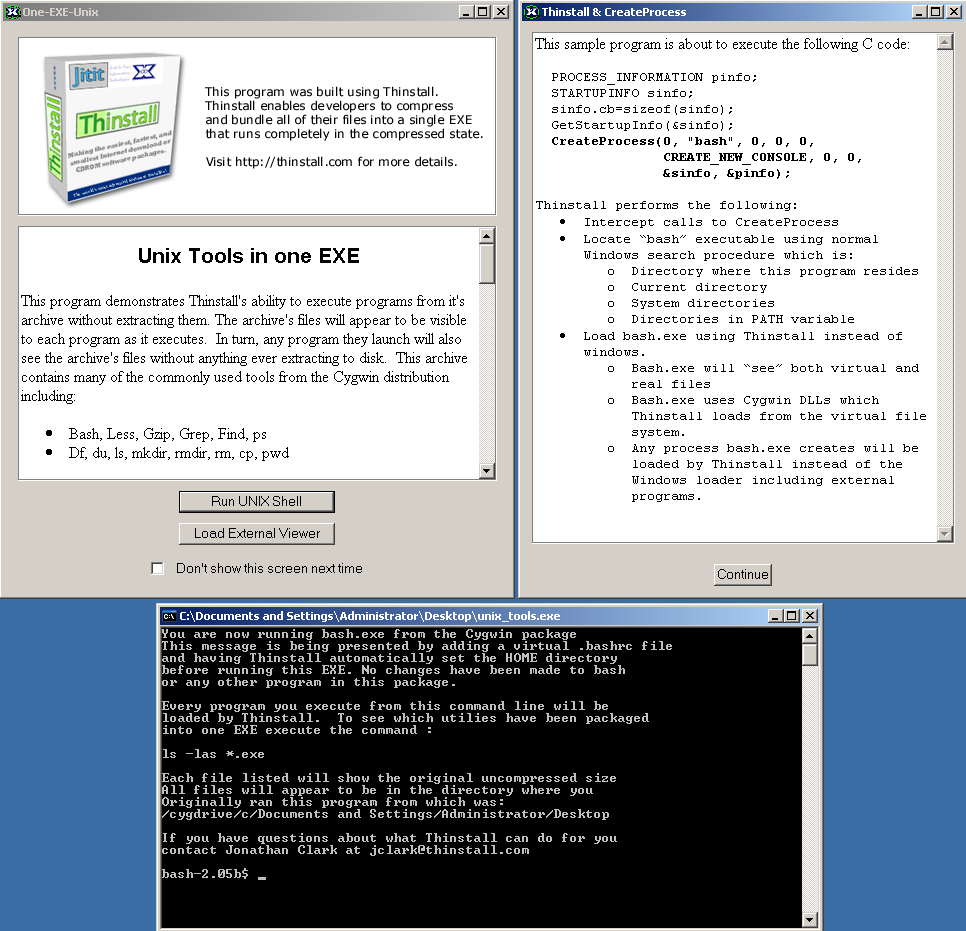 One-EXE-Unix
Jitit
Thinstall
Thinstall
Making the easiest, fastest, and
smallest Internet download or
CDROM software packages.
This program was built using Thinstall.
Thinstall enables developers to compress
and bundle all of their files into a single EXE
that runs completely in the compressed state.
Visit http://thinstall.com for more details.
Unix Tools in one EXE
This program demonstrates Thinstall's ability to execute programs from it's
archive without extracting them. The archive's files will appear to be visible
to each program as it executes.  In turn, any program they launch will also
see the archive's files without anything ever extracting to disk.  This archive
contains many of the commonly used tools from the Cygwin distribution
including:
• Bash, Less, Gzip, Grep, Find, ps
• Df, du, ls, mkdir, rmdir, rm, cp, pwd
Run UNIX Shell
Load External Viewer
Don't show this screen next time
Thinstall & CreateProcess
This sample program is about to execute the following C code:
PROCESS_INFORMATION pinfo;
STARTUPINFO sinfo;
sinfo.cb=sizeof(sinfo);
GetStartupInfo(&sinfo);
CreateProcess(0, "bash", 0, 0, 0,
CREATE_NEW_CONSOLE, 0, 0,
&sinfo, &pinfo);
Thinstall performs the following:
• Intercept calls to CreateProcess
• Locate “bash” executable using normal
Windows search procedure which is:
o Directory where this program resides
o Current directory
o System directories
o Directories in PATH variable
• Load bash.exe using Thinstall instead of
windows.
o Bash.exe will “see” both virtual and
real files
o Bash.exe uses Cygwin DLLs which
Thinstall loads from the virtual file
system.
o Any process bash.exe creates will be
loaded by Thinstall instead of the
Windows loader including external
programs.
Continue
C:\Documents and Settings\Administrator\Desktop\unix_tools.exe
You are now running bash.exe from the Cygwin package
This message is being presented by adding a virtual .bashrc file
and having Thinstall automatically set the HOME directory
before running this EXE. No changes have been made to bash
or any other program in this package.
Every program you execute from this command line will be
loaded by Thinstall.  To see which utilies have been packaged
into one EXE execute the command :
ls -las *.exe
Each file listed will show the original uncompressed size
All files will appear to be in the directory where you
Originally ran this program from which was:
/cygdrive/c/Documents and Settings/Administrator/Desktop
If you have questions about what Thinstall can do for you
contact Jonathan Clark at jclark@thinstall.com
bash-2.05b$ _